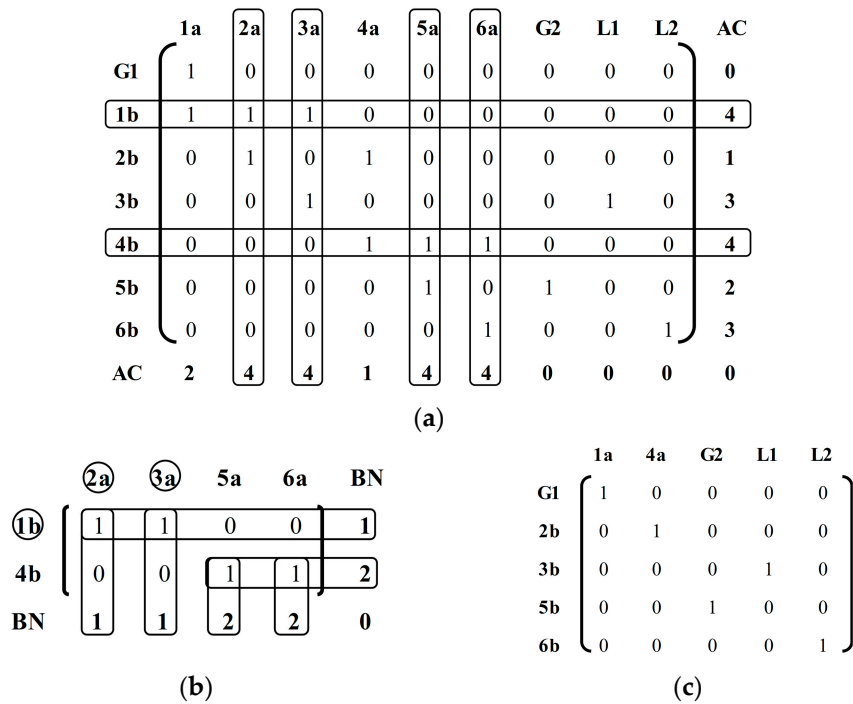 1a 2a 3a 4a 5a 6a G2 L1 L2 AC
G1 1 0 0 0 0 0 0 0 0 0
1b 1 1 1 0 0 0 0 0 0 4
2b 0 1 0 1 0 0 0 0 0 1
3b 0 0 1 0 0 0 0 1 0 3
4b 0 0 0 1 1 1 0 0 0 4
5b 0 0 0 0 1 0 1 0 0 2
6b 0 0 0 0 0 1 0 0 1 3
AC 2 4 4 1 4 4 0 0 0 0
(a)
2a 3a 5a 6a BN
1b 1 1 0 0 1
4b 0 0 1 1 2
BN 1 1 2 2 0
(b)
1a 4a G2 L1 L2
G1 1 0 0 0 0
2b 0 1 0 0 0
3b 0 0 0 1 0
5b 0 0 1 0 0
6b 0 0 0 0 1
(c)